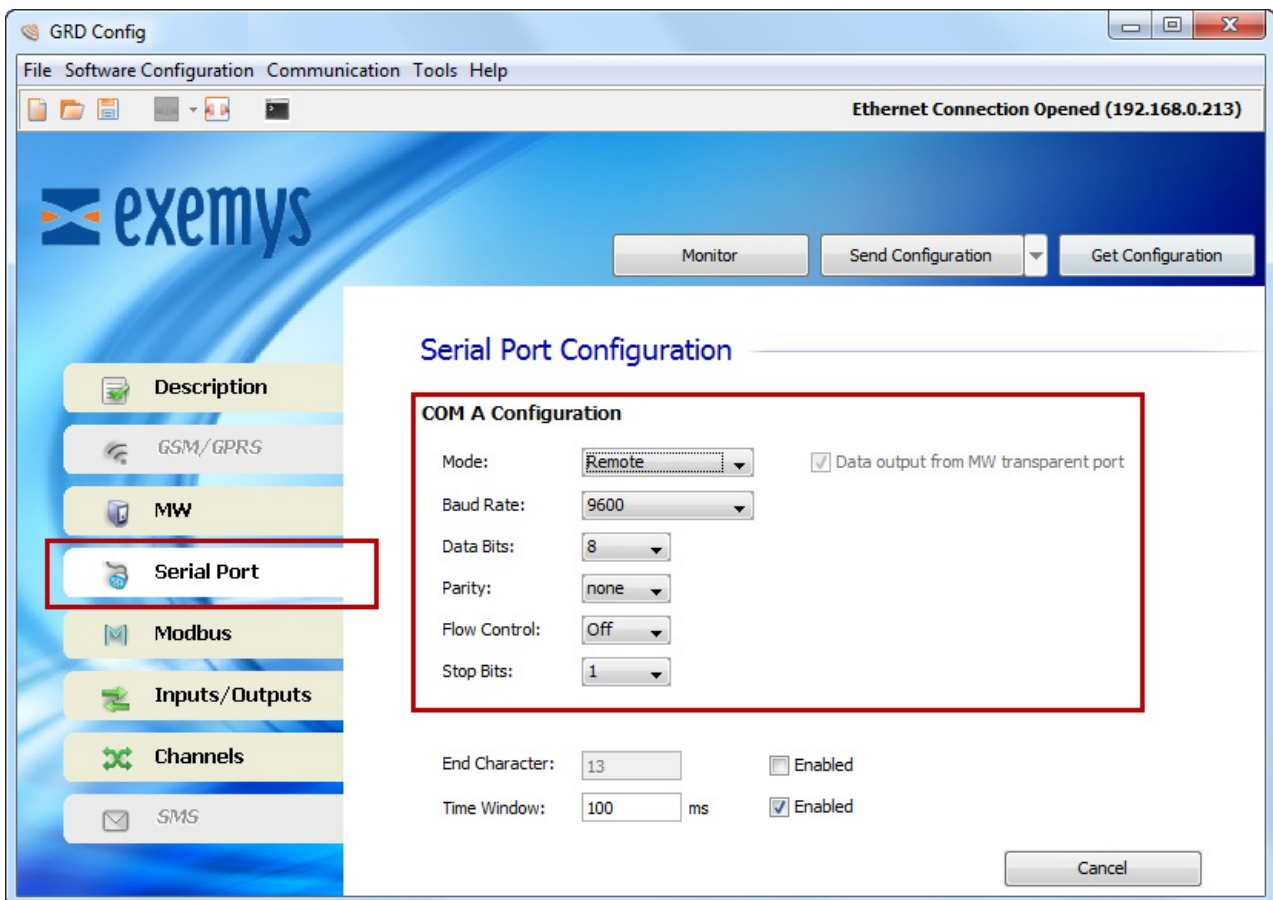 GRD Config
File Software Configuration Communication Tools Help
Ethernet Connection Opened (192.168.0.213)
exemys
Monitor Send Configuration Get Configuration
Serial Port Configuration
Description
GSM/GPRS
MW
Serial Port
Modbus
Inputs/Outputs
Channels
SMS
COM A Configuration
Mode: Remote Data output from MW transparent port
Baud Rate: 9600
Data Bits: 8
Parity: none
Flow Control: Off
Stop Bits: 1
End Character: 13 Enabled
Time Window: 100 ms Enabled
Cancel